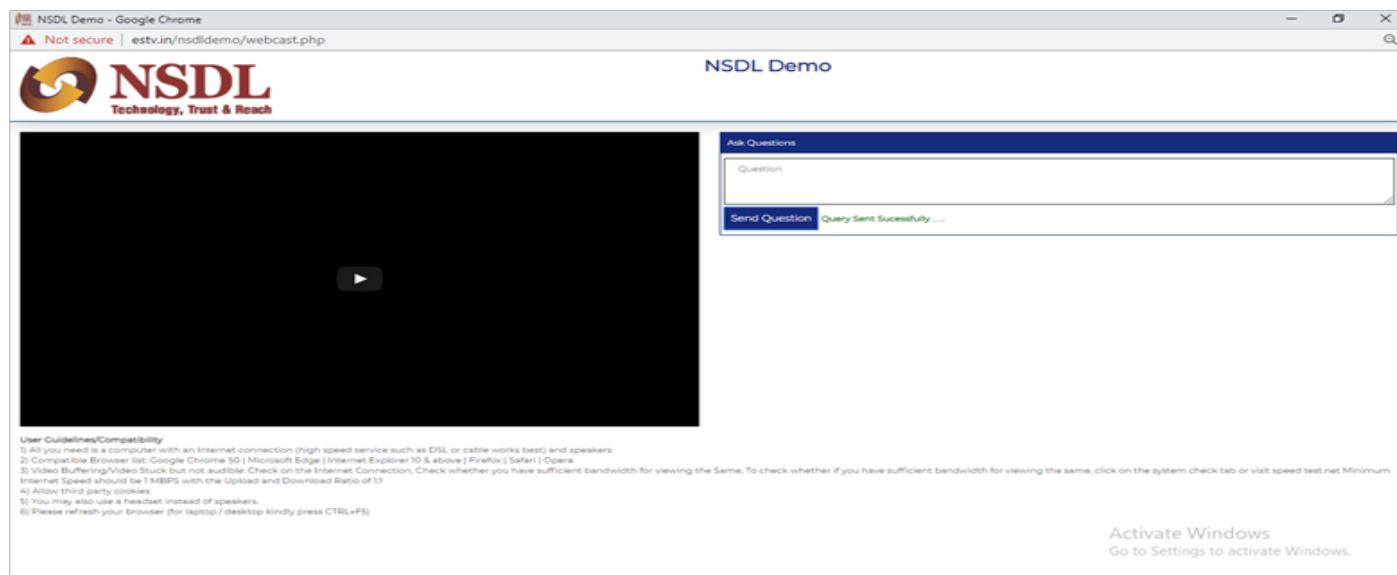 NSDL Demo - Google Chrome
Not secure | estv.in/nsdldemo/webcast.php
NSDL
Technology, Trust & Reach
NSDL Demo
Ask Questions
Question
Send Question Query Sent Sucessfully . . .
User Guidelines/Compatibility
1) All you need is a computer with an Internet connection (high speed service such as DSL or cable works best) and speakers
2) Compatible Browser list: Google Chrome 50 | Microsoft Edge | Internet Explorer 10 & above | Firefox | Safari | Opera
3) Video Buffering/Video Stuck but not audible: Check on the Internet Connection, Check whether you have sufficient bandwidth for viewing the Same, To check whether if you have sufficient bandwidth for viewing the same, click on the system check tab or visit speed test.net Minimum
Internet Speed should be 1 MBPS with the Upload and Download Ratio of 1:1
4) Allow third party cookies
5) You may also use a headset instead of speakers.
6) Please refresh your browser (for laptop / desktop kindly press CTRL+F5)
Activate Windows
Go to Settings to activate Windows.